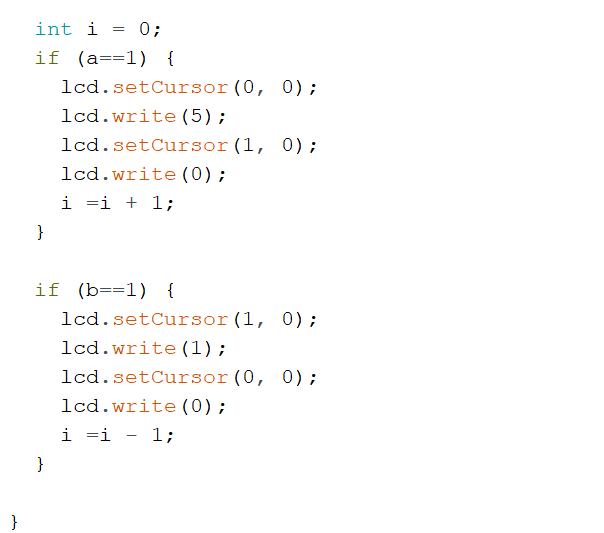 int i = 0;
if (a==1) {
lcd.setCursor(0, 0);
lcd.write(5);
lcd.setCursor(1, 0);
lcd.write(0);
i =i + 1;
}
if (b==1) {
lcd.setCursor(1, 0);
lcd.write(1);
lcd.setCursor(0, 0);
lcd.write(0);
i =i - 1;
}
}